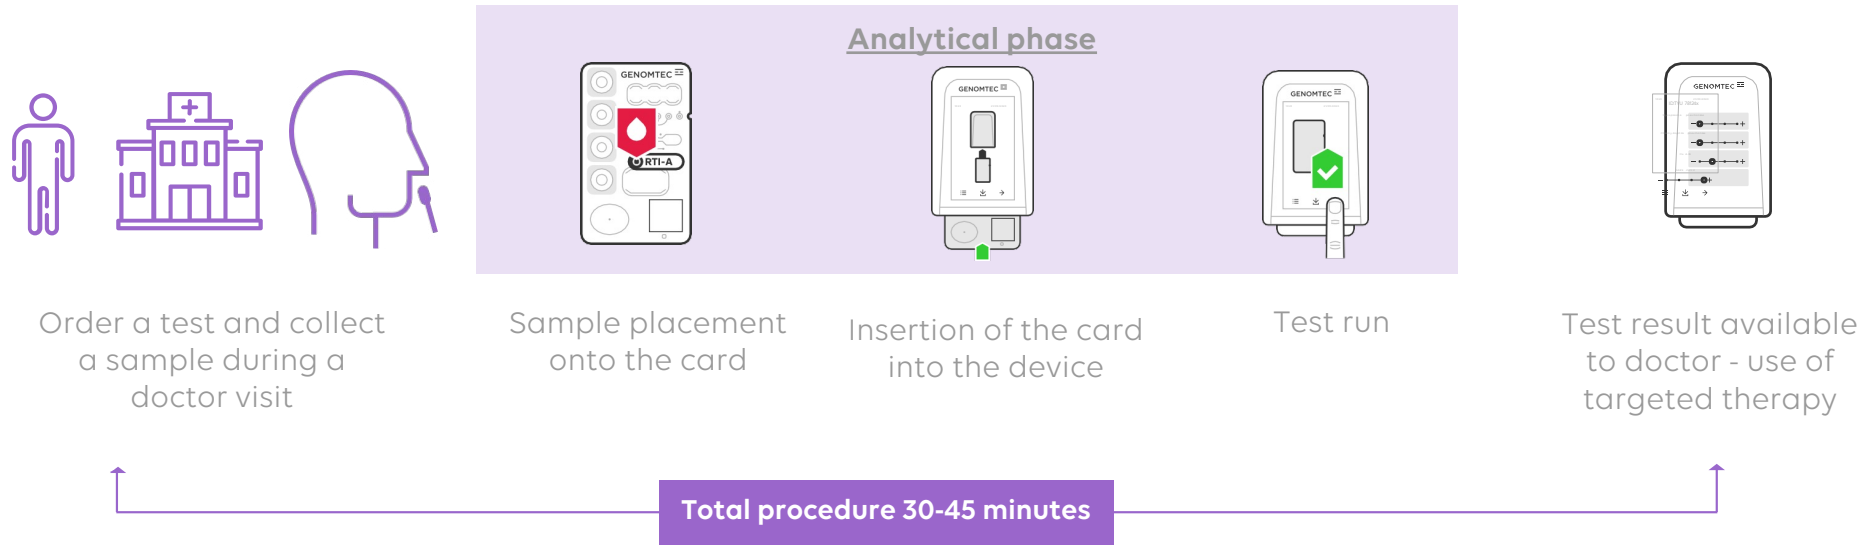 Analytical phase
GENOMTEC
RTI-A
GENOMTEC
GENOMTEC
GENOMTEC
Order a test and collect
a sample during a
doctor visit
Sample placement
onto the card
Insertion of the card
into the device
Test run
Test result available
to doctor - use of
targeted therapy
Total procedure 30-45 minutes